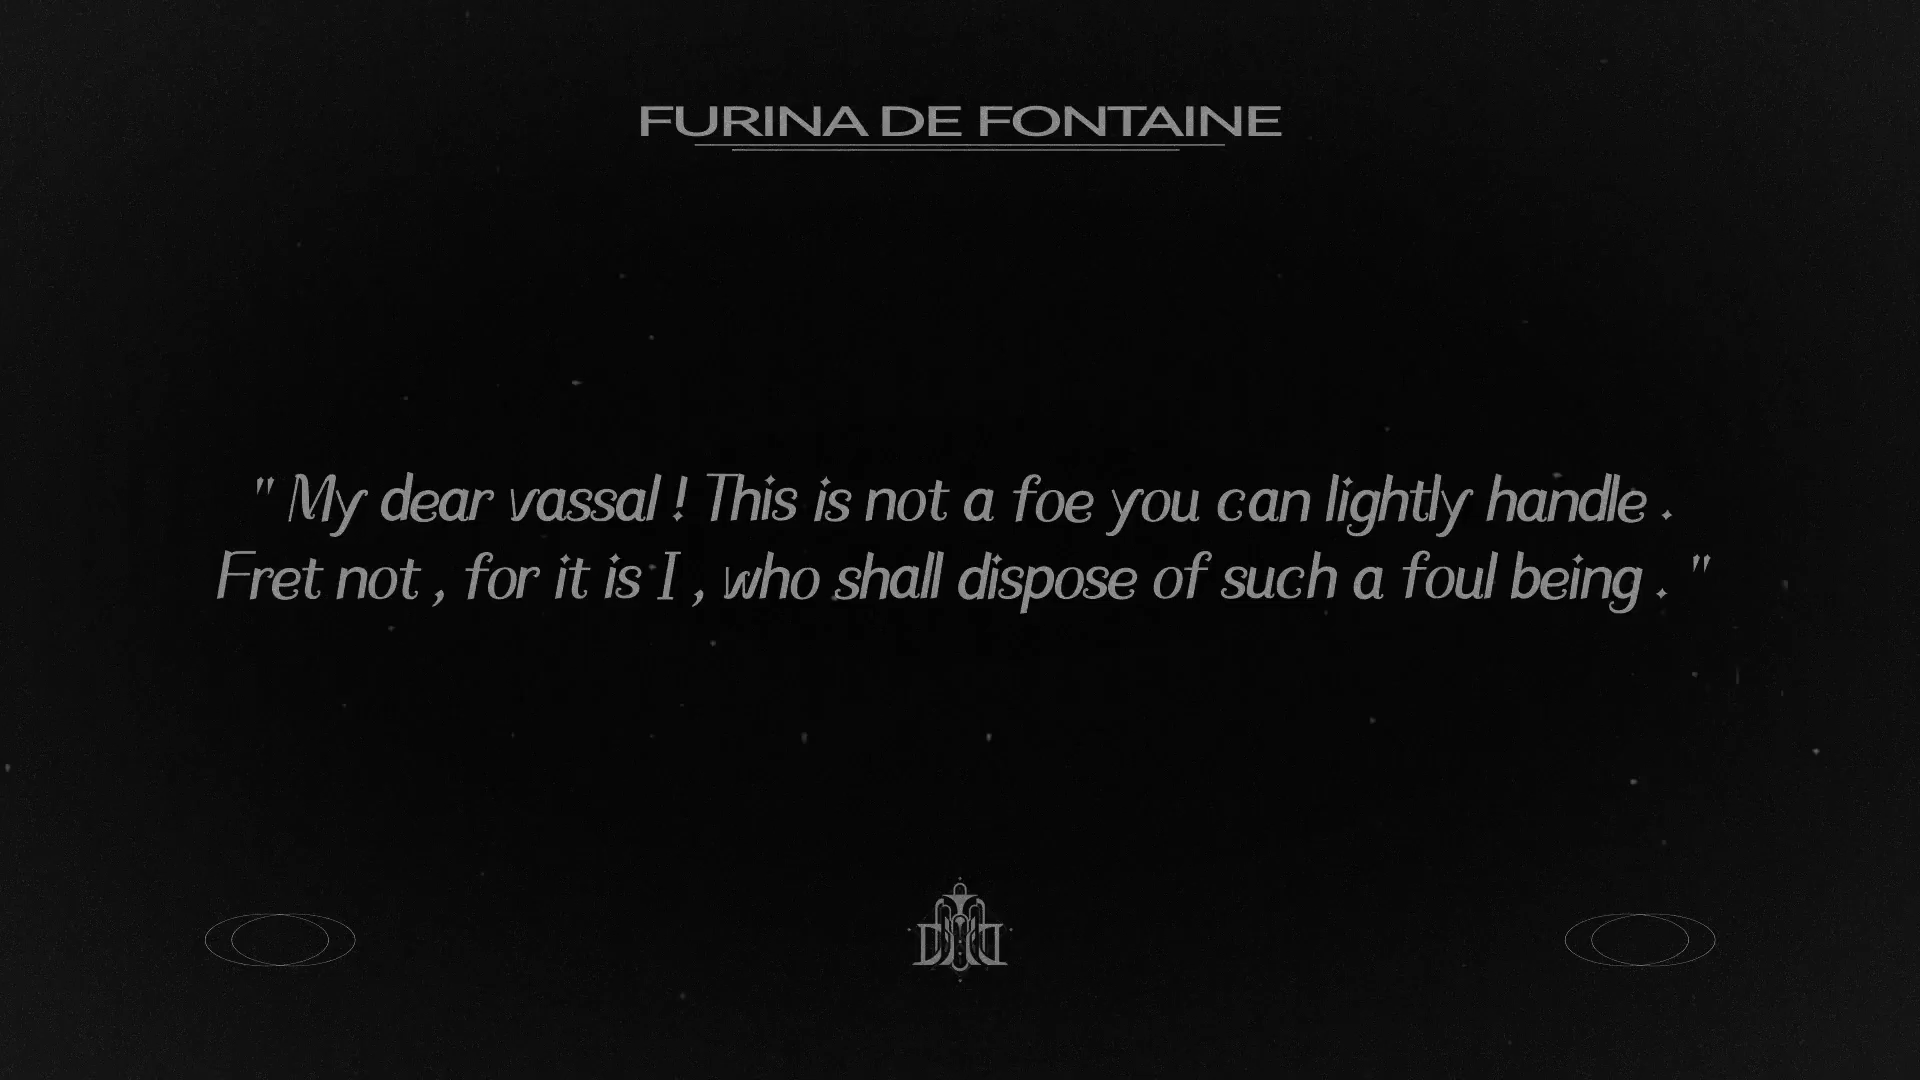 FURINA DE FONTAINE
" My dear vassal ! This is not a foe you can lightly handle .
Fret not , for it is I , who shall dispose of such a foul being . "